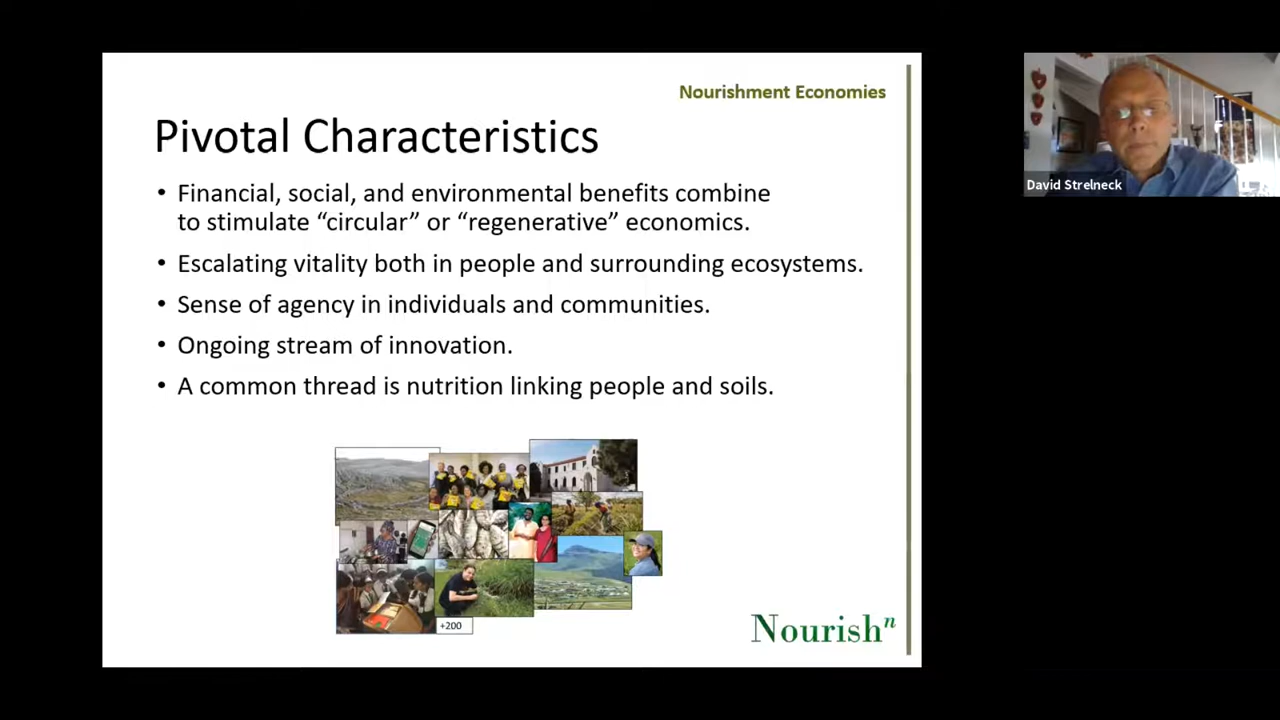 Nourishment Economies
Pivotal Characteristics
• Financial, social, and environmental benefits combine
to stimulate “circular” or “regenerative” economics.
• Escalating vitality both in people and surrounding ecosystems.
• Sense of agency in individuals and communities.
• Ongoing stream of innovation.
• A common thread is nutrition linking people and soils.
+200
Nourishⁿ
David Strelneck